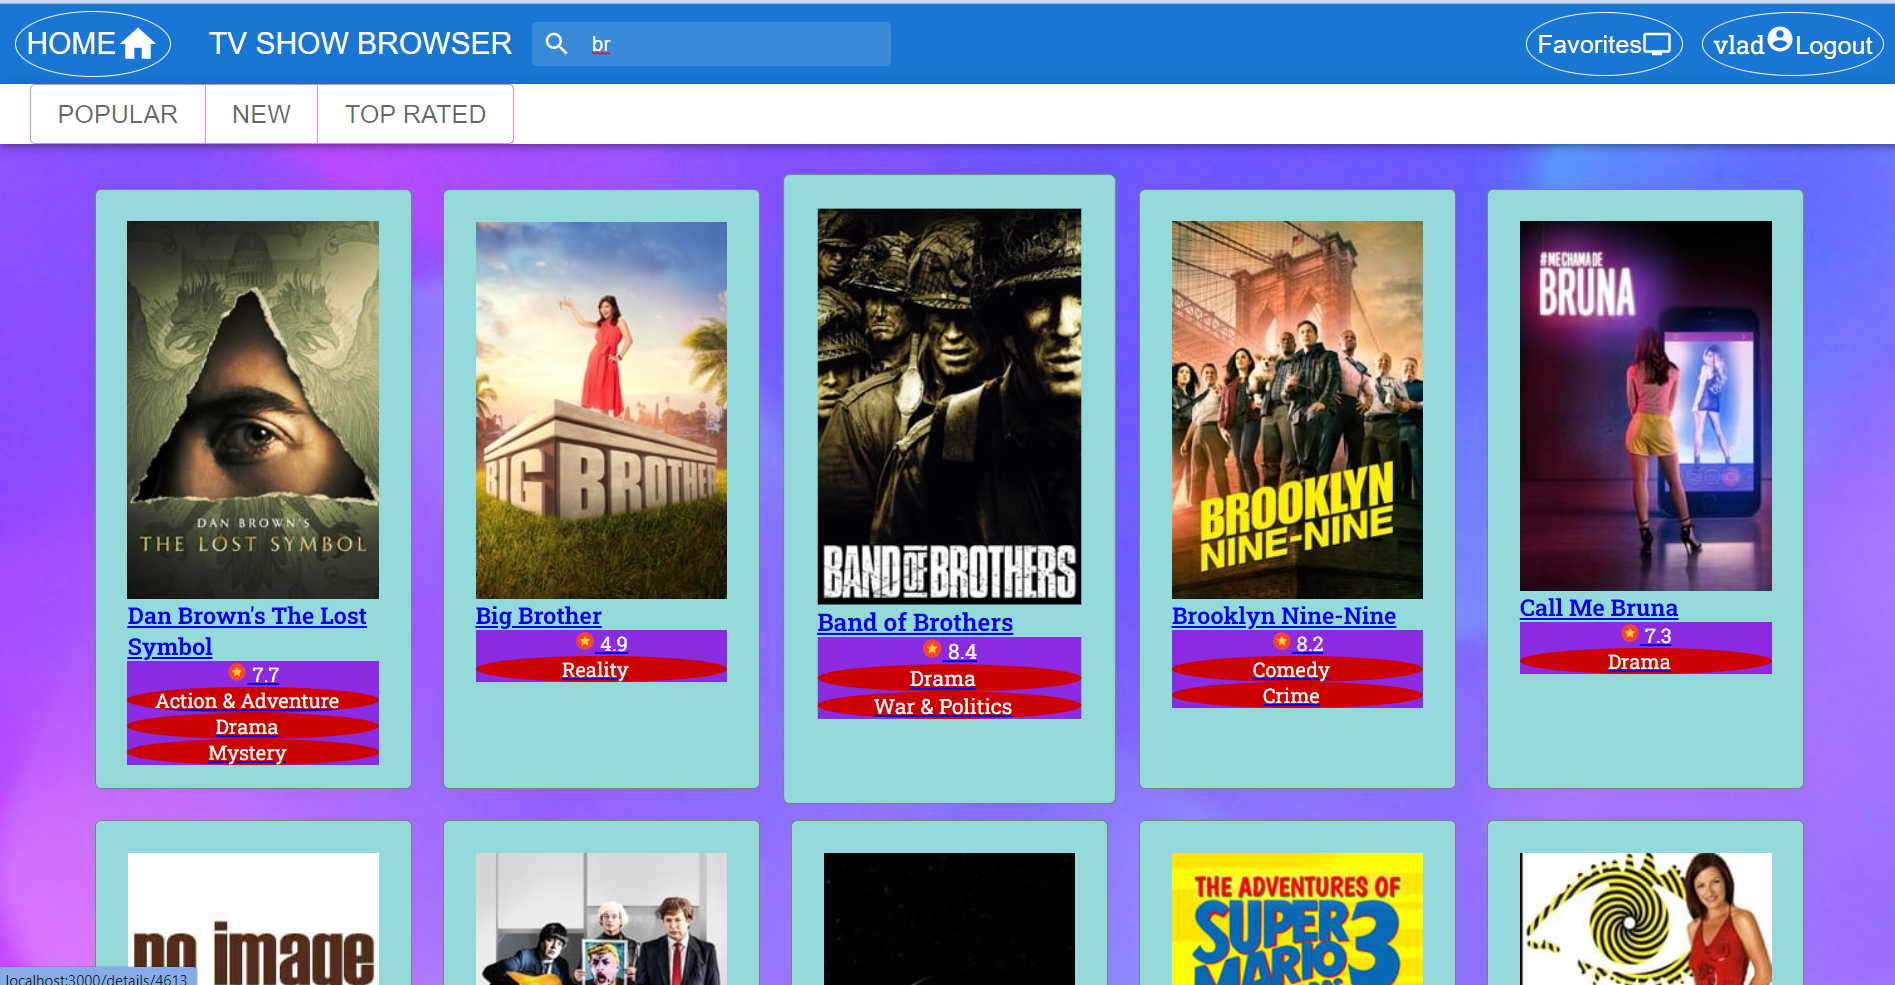 HOME
TV SHOW BROWSER
br
Favorites
vlad
Logout
POPULAR
NEW
TOP RATED
DAN BROWN'S
THE LOST SYMBOL
Dan Brown's The Lost
Symbol
7.7
Action & Adventure
Drama
Mystery
BIG BROTHER
Big Brother
4.9
Reality
BAND OF BROTHERS
Band of Brothers
8.4
Drama
War & Politics
BROOKLYN
NINE-NINE
Brooklyn Nine-Nine
8.2
Comedy
Crime
#MECHAMADE
BRUNA
Call Me Bruna
7.3
Drama
no image
THE ADVENTURES OF
SUPER
MARIO 3
BROS
localhost:3000/details/4613